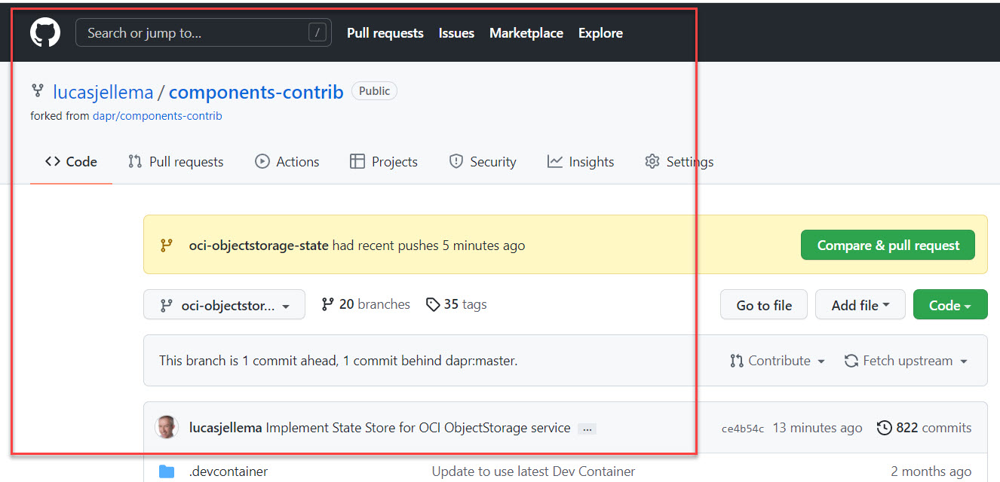 Search or jump to... / Pull requests Issues Marketplace Explore
lucasjellema / components-contrib Public
forked from dapr/components-contrib
Code Pull requests Actions Projects Security Insights Settings
oci-objectstorage-state had recent pushes 5 minutes ago Compare & pull request
oci-objectstor... 20 branches 35 tags Go to file Add file Code
This branch is 1 commit ahead, 1 commit behind dapr:master. Contribute Fetch upstream
lucasjellema Implement State Store for OCI ObjectStorage service ... ce4b54c 13 minutes ago 822 commits
.devcontainer Update to use latest Dev Container 2 months ago